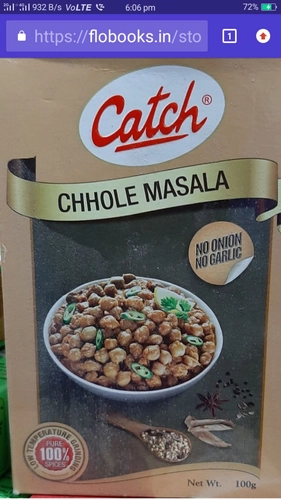 932 B/s VoLTE 6:06 pm 72%
https://flobooks.in/sto 1
Catch®
CHHOLE MASALA
NO ONION
NO GARLIC
LOW TEMPERATURE GRINDING
PURE
100%
SPICES
Net Wt. 100g